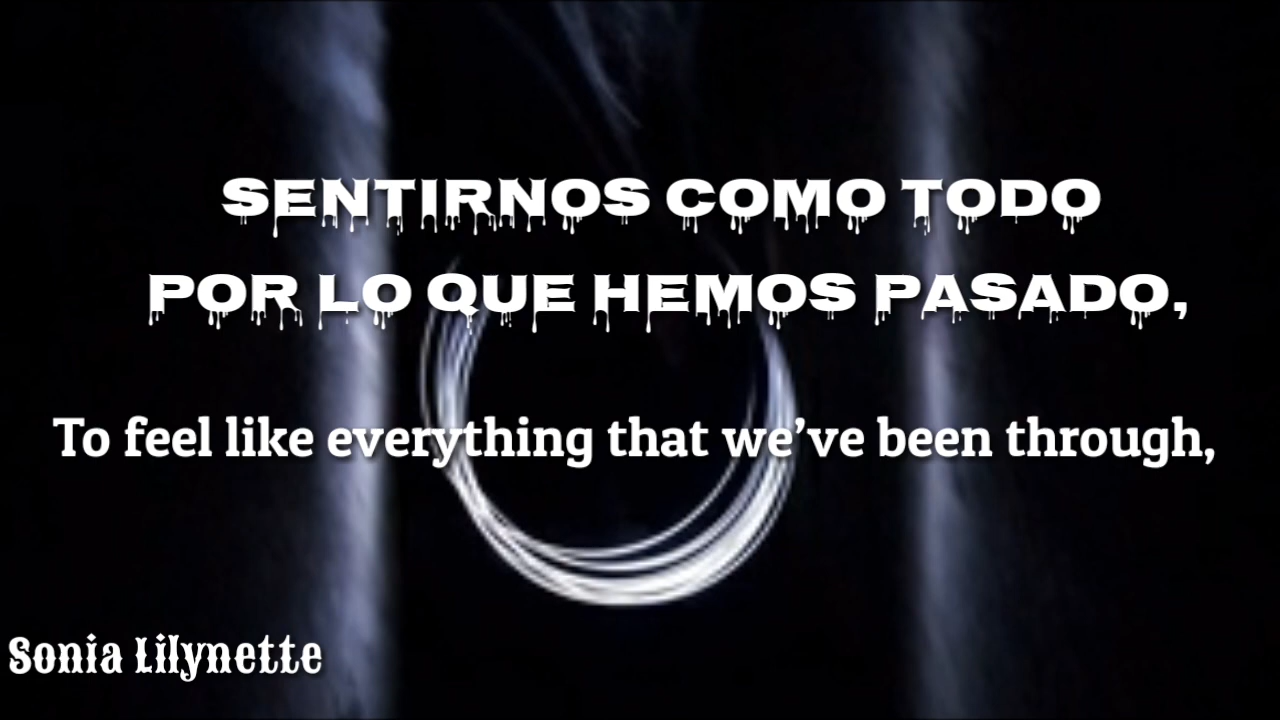 SENTIRNOS COMO TODO
POR LO QUE HEMOS PASADO,
To feel like everything that we’ve been through,
Sonia Lilynette